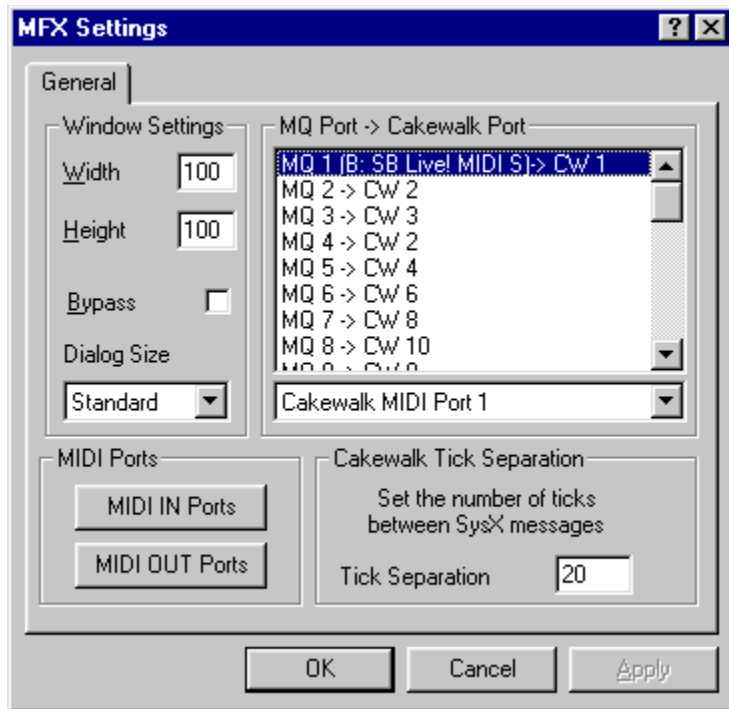 MFX Settings
General
Window Settings
Width 100
Height 100
Bypass
Dialog Size
Standard
MQ Port -> Cakewalk Port
MQ 1 (B: SB Live! MIDI S)-> CW 1
MQ 2 -> CW 2
MQ 3 -> CW 3
MQ 4 -> CW 2
MQ 5 -> CW 4
MQ 6 -> CW 6
MQ 7 -> CW 8
MQ 8 -> CW 10
Cakewalk MIDI Port 1
MIDI Ports
MIDI IN Ports
MIDI OUT Ports
Cakewalk Tick Separation
Set the number of ticks
between SysX messages
Tick Separation 20
OK
Cancel
Apply